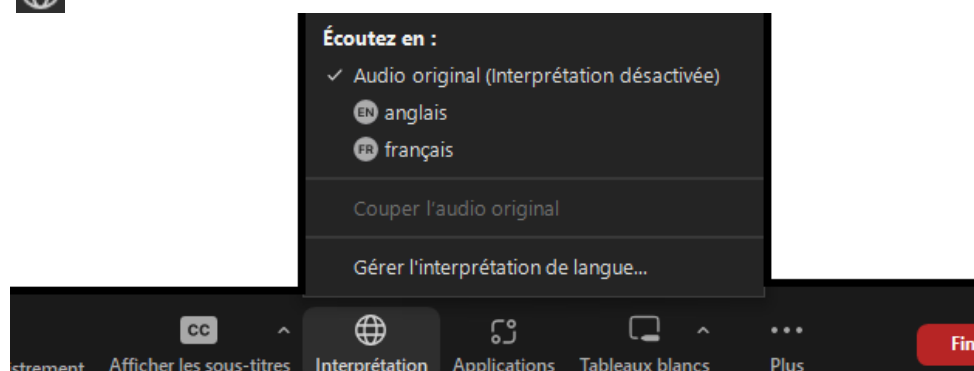 Écoutez en :
Audio original (Interprétation désactivée)
EN anglais
FR français
Couper l'audio original
Gérer l'interprétation de langue...
CC
Afficher les sous-titres
Interprétation
Applications
Tableaux blancs
Plus